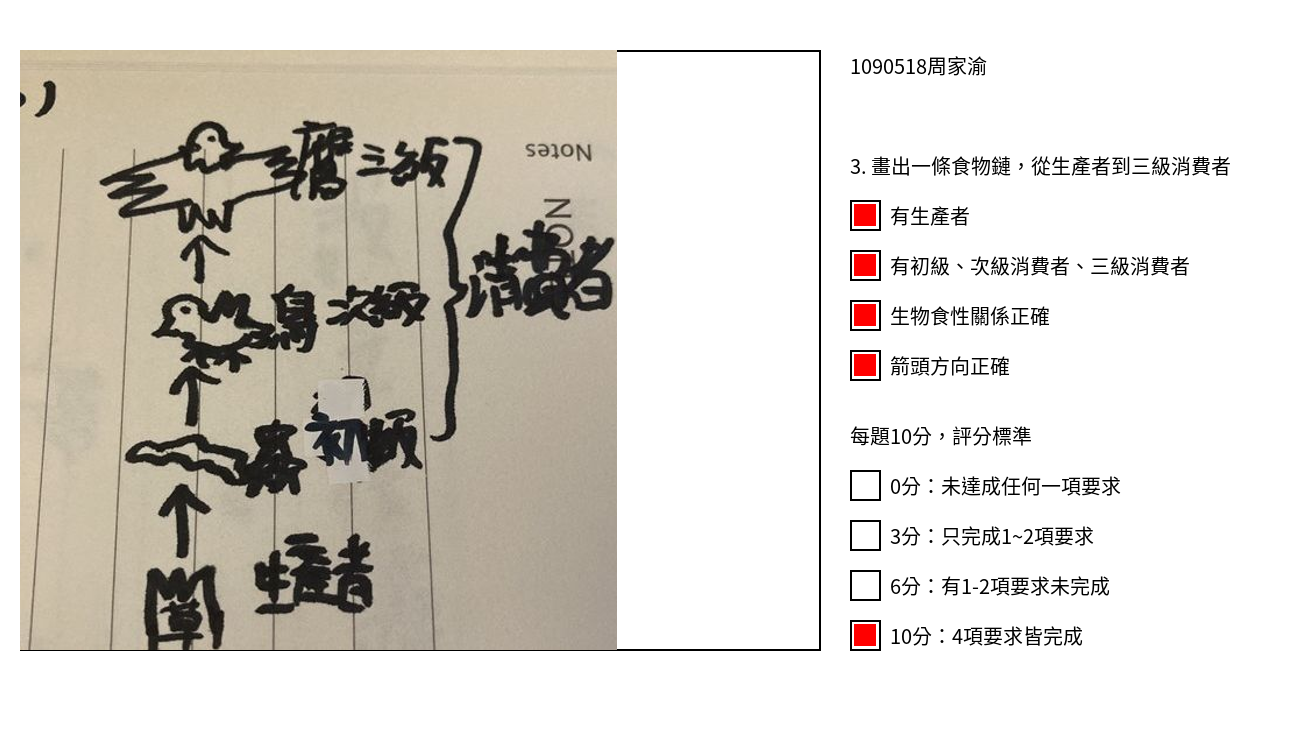 鷹 三級
Notes
消費者
鳥 次級
蟲 初級
生產者
草
1090518周家渝
3. 畫出一條食物鏈，從生產者到三級消費者
有生產者
有初級、次級消費者、三級消費者
生物食性關係正確
箭頭方向正確
每題10分，評分標準
0分：未達成任何一項要求
3分：只完成1~2項要求
6分：有1-2項要求未完成
10分：4項要求皆完成